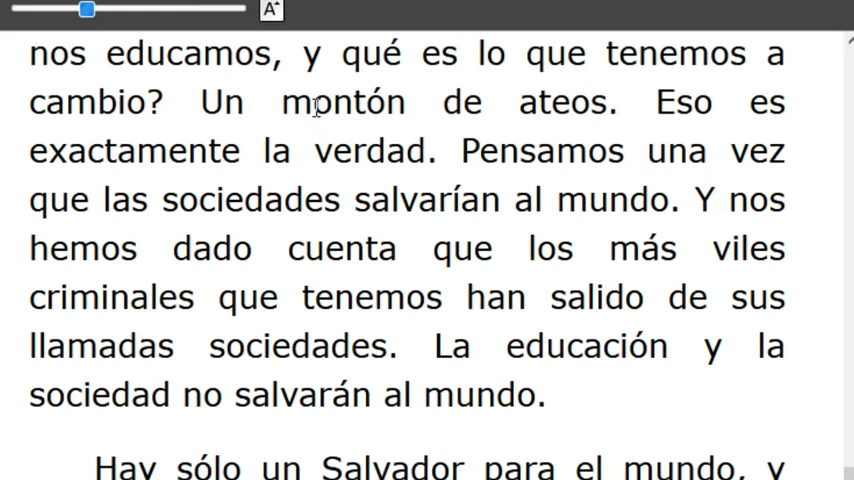 A
nos educamos, y qué es lo que tenemos a
cambio? Un montón de ateos. Eso es
exactamente la verdad. Pensamos una vez
que las sociedades salvarían al mundo. Y nos
hemos dado cuenta que los más viles
criminales que tenemos han salido de sus
llamadas sociedades. La educación y la
sociedad no salvarán al mundo.
Hay sólo un Salvador para el mundo, y